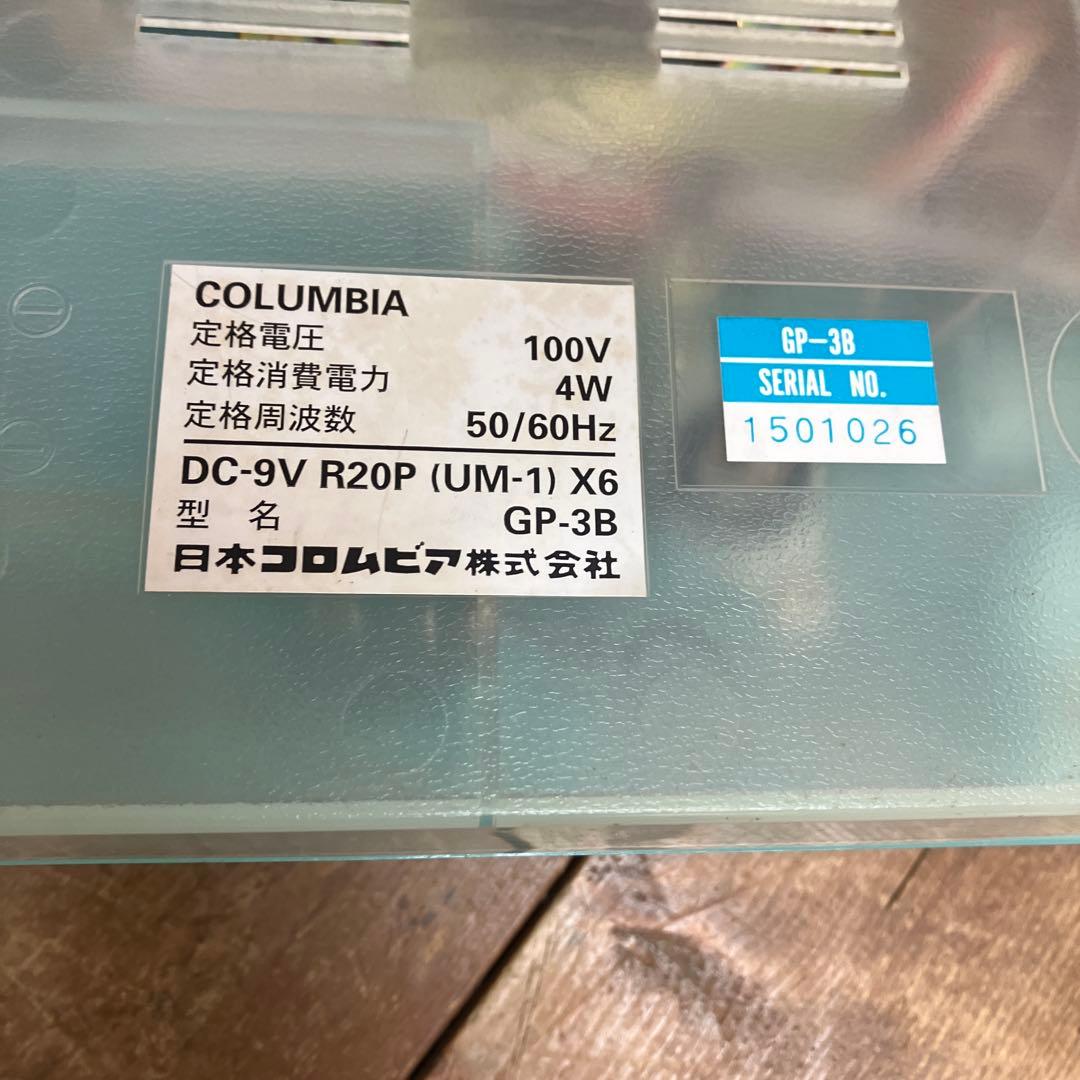 COLUMBIA
定格電圧 100V
定格消費電力 4W
定格周波数 50/60Hz
DC-9V R20P (UM-1) X6
型 名 GP-3B
日本コロムビア株式会社
GP-3B
SERIAL NO.
1501026